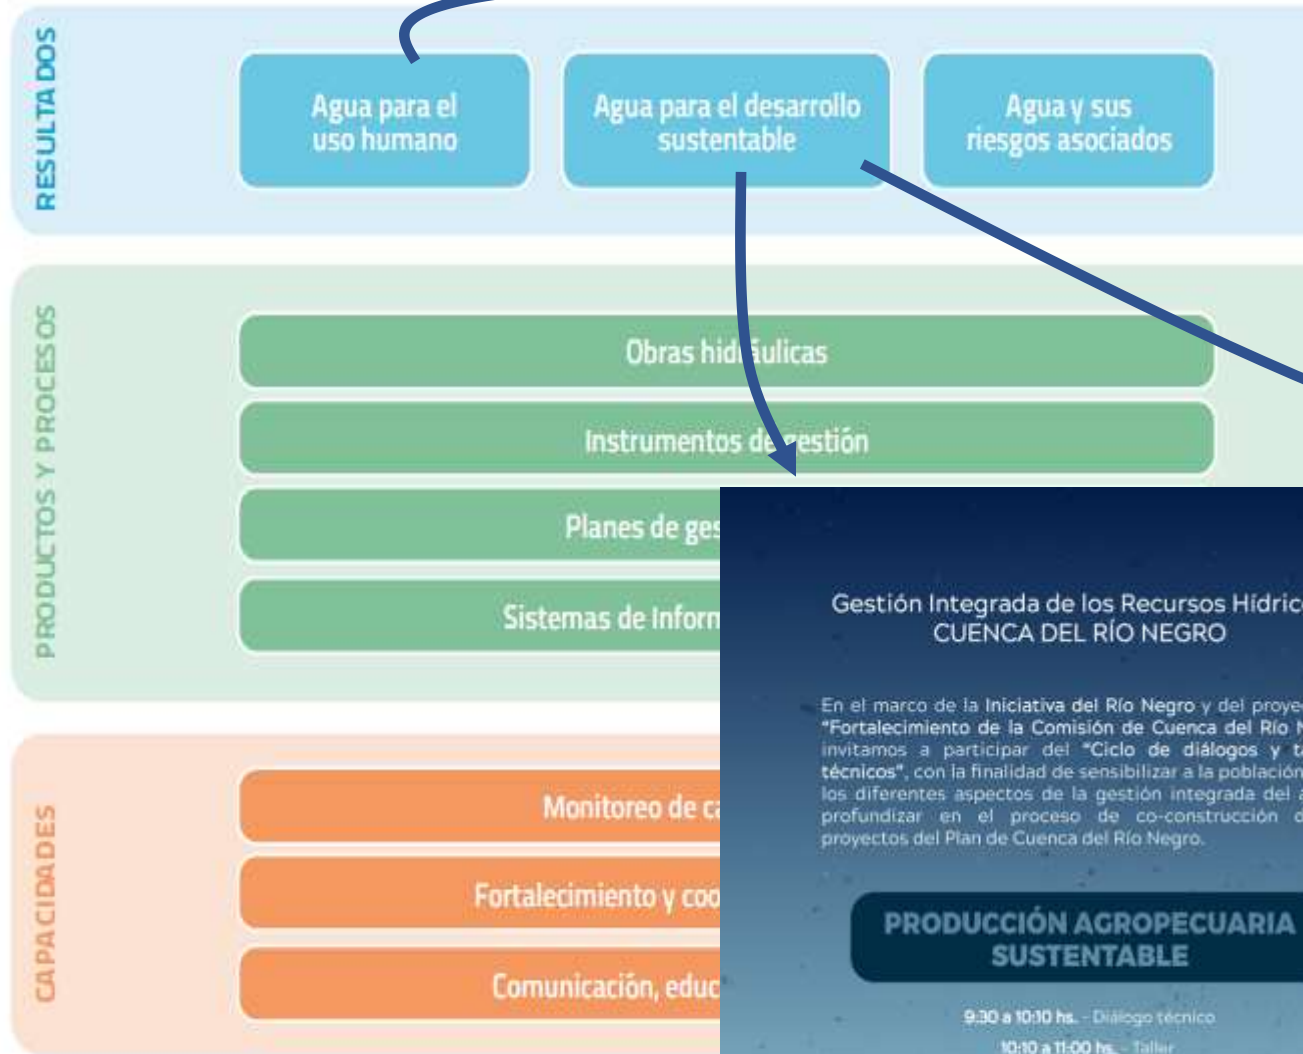 RESULTADOS
Agua para el
uso humano
Agua para el desarrollo
sustentable
Agua y sus
riesgos asociados
PRODUCTOS Y PROCESOS
Obras hidráulicas
Instrumentos de gestión
Planes de ges
Sistemas de Inform
CAPACIDADES
Monitoreo de ca
Fortalecimiento y coo
Comunicación, educ
Gestión Integrada de los Recursos Hídric
CUENCA DEL RÍO NEGRO
En el marco de la Iniciativa del Río Negro y del proye
"Fortalecimiento de la Comisión de Cuenca del Río N
invitamos a participar del "Ciclo de diálogos y ta
técnicos", con la finalidad de sensibilizar a la población
los diferentes aspectos de la gestión integrada del a
profundizar en el proceso de co-construcción d
proyectos del Plan de Cuenca del Río Negro.
PRODUCCIÓN AGROPECUARIA
SUSTENTABLE
9:30 a 10:10 hs. - Diálogo técnico
10:10 a 11:00 hs. - Taller